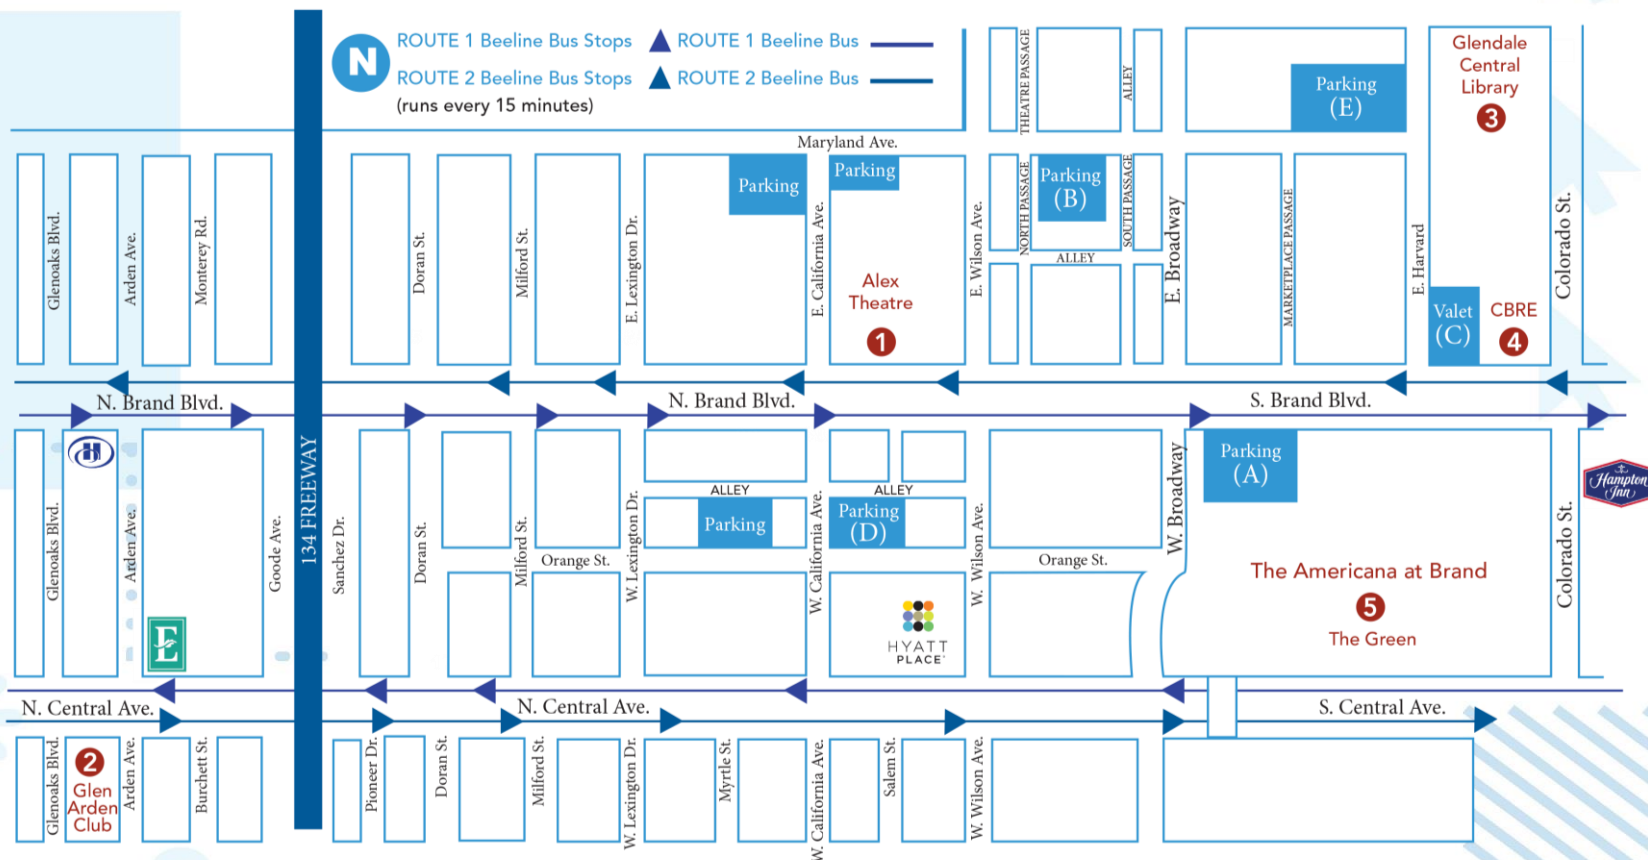 N
ROUTE 1 Beeline Bus Stops
ROUTE 1 Beeline Bus
ROUTE 2 Beeline Bus Stops
ROUTE 2 Beeline Bus
(runs every 15 minutes)
THEATRE PASSAGE
ALLEY
Parking
(E)
Glendale
Central
Library
3
Maryland Ave.
Glenoaks Blvd.
Arden Ave.
Monterey Rd.
Doran St.
Milford St.
E. Lexington Dr.
Parking
E. California Ave.
Parking
Alex
Theatre
1
E. Wilson Ave.
NORTH PASSAGE
Parking
(B)
SOUTH PASSAGE
ALLEY
E. Broadway
MARKETPLACE PASSAGE
E. Harvard
Valet
(C)
CBRE
4
Colorado St.
N. Brand Blvd.
N. Brand Blvd.
S. Brand Blvd.
134 FREEWAY
H
Glenoaks Blvd.
Arden Ave.
E
Goode Ave.
Sanchez Dr.
Doran St.
Milford St.
Orange St.
W. Lexington Dr.
ALLEY
Parking
W. California Ave.
ALLEY
Parking
(D)
HYATT
PLACE
W. Wilson Ave.
Orange St.
W. Broadway
Parking
(A)
The Americana at Brand
5
The Green
Colorado St.
Hampton
Inn
N. Central Ave.
N. Central Ave.
S. Central Ave.
Glenoaks Blvd.
2
Glen
Arden
Club
Arden Ave.
Burchett St.
Pioneer Dr.
Doran St.
Milford St.
W. Lexington Dr.
Myrtle St.
W. California Ave.
Salem St.
W. Wilson Ave.